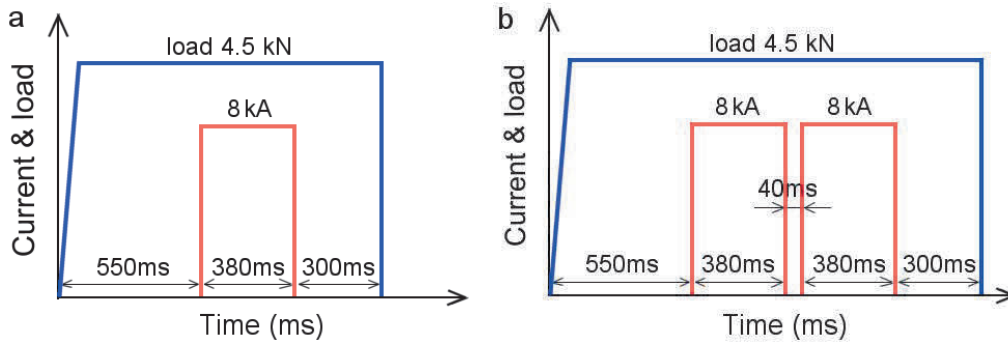 a
load 4.5 kN
8 kA
550ms
380ms
300ms
Current & load
Time (ms)
b
load 4.5 kN
8 kA
8 kA
40ms
550ms
380ms
380ms
300ms
Current & load
Time (ms)